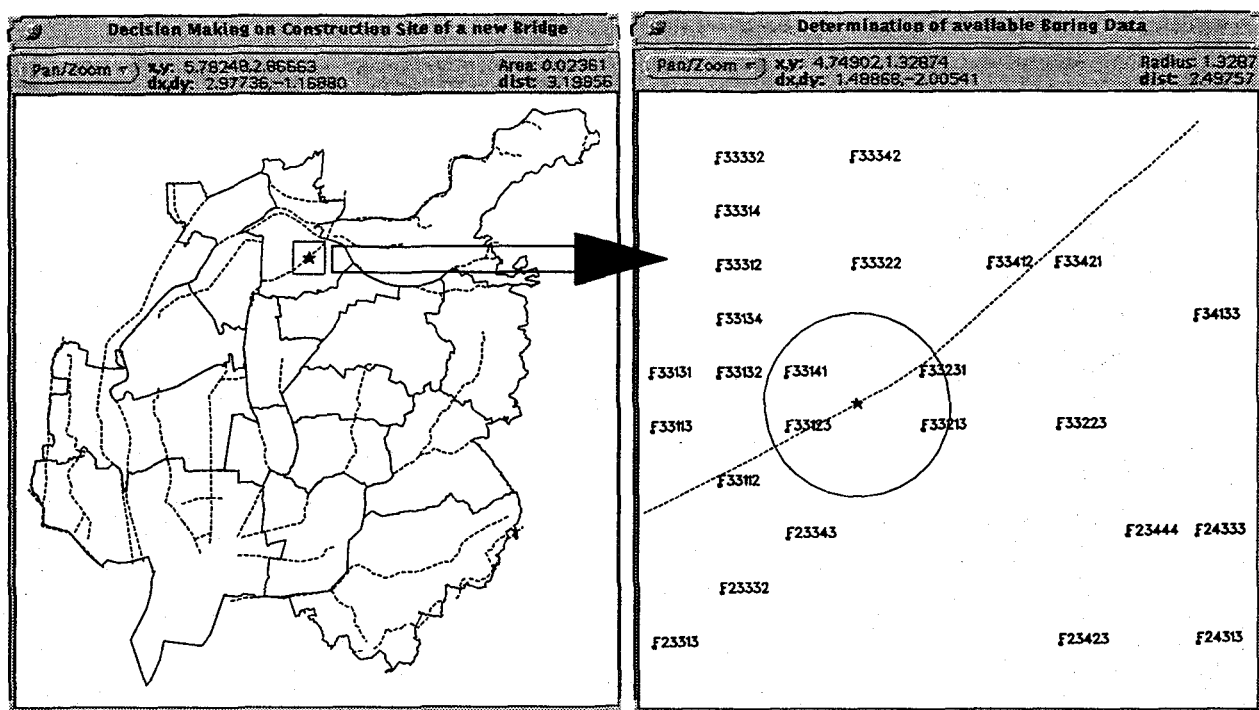 Decision Making on Construction Site of a new Bridge
Pan/Zoom x,y: 5.78248,2.86663 Area: 0.02361
dx,dy: 2.97736,-1.16880 dist: 3.19856
Determination of available Boring Data
Pan/Zoom x,y: 4.74902,1.32874 Radius: 1.3287
dx,dy: 1.48868,-2.00541 dist: 2.49757
F33332 F33342
F33314
F33312 F33322 F33412 F33421
F33134 F34133
F33131 F33132 F33141 F33231
F33113 F33123 F33213 F33223
F33112
F23343 F23444 F24333
F23332
F23313 F23423 F24313